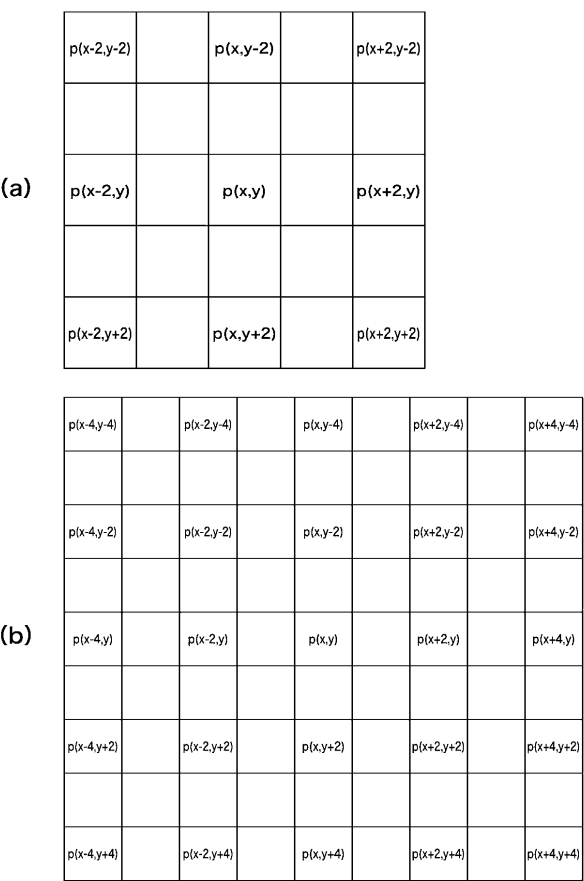 p(x-2,y-2) p(x,y-2) p(x+2,y-2)
(a) p(x-2,y) p(x,y) p(x+2,y)
p(x-2,y+2) p(x,y+2) p(x+2,y+2)
p(x-4,y-4) p(x-2,y-4) p(x,y-4) p(x+2,y-4) p(x+4,y-4)
p(x-4,y-2) p(x-2,y-2) p(x,y-2) p(x+2,y-2) p(x+4,y-2)
(b) p(x-4,y) p(x-2,y) p(x,y) p(x+2,y) p(x+4,y)
p(x-4,y+2) p(x-2,y+2) p(x,y+2) p(x+2,y+2) p(x+4,y+2)
p(x-4,y+4) p(x-2,y+4) p(x,y+4) p(x+2,y+4) p(x+4,y+4)